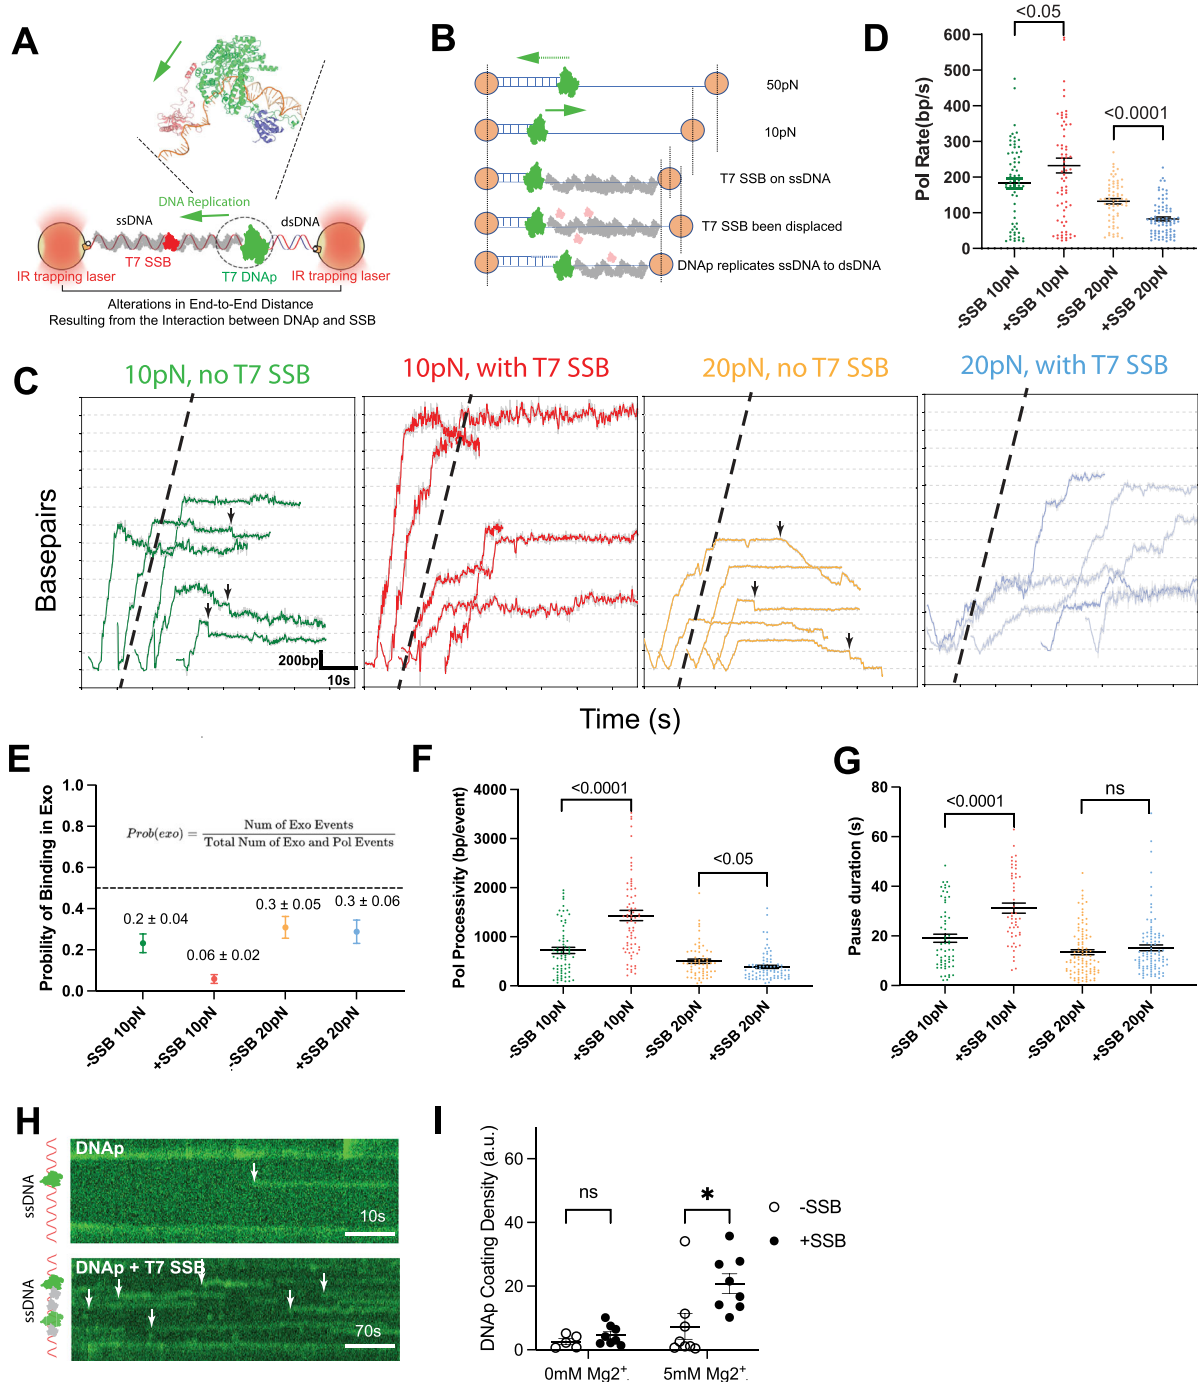 A
ssDNA
DNA Replication
dsDNA
IR trapping laser
T7 SSB
T7 DNAp
IR trapping laser
Alterations in End-to-End Distance
Resulting from the Interaction between DNAp and SSB
B
50pN
10pN
T7 SSB on ssDNA
T7 SSB been displaced
DNAp replicates ssDNA to dsDNA
D
<0.05
<0.0001
Pol Rate(bp/s)
600
500
400
300
200
100
0
-SSB 10pN
+SSB 10pN
-SSB 20pN
+SSB 20pN
C
10pN, no T7 SSB
10pN, with T7 SSB
20pN, no T7 SSB
20pN, with T7 SSB
Basepairs
200bp
10s
Time (s)
E
Probility of Binding in Exo
1.0
0.8
0.6
0.4
0.2
0.0
Prob(exo) = Num of Exo Events / Total Num of Exo and Pol Events
0.2 ± 0.04
0.06 ± 0.02
0.3 ± 0.05
0.3 ± 0.06
-SSB 10pN
+SSB 10pN
-SSB 20pN
+SSB 20pN
F
Pol Processivity (bp/event)
4000
3000
2000
1000
0
<0.0001
<0.05
-SSB 10pN
+SSB 10pN
-SSB 20pN
+SSB 20pN
G
Pause duration (s)
80
60
40
20
0
<0.0001
ns
-SSB 10pN
+SSB 10pN
-SSB 20pN
+SSB 20pN
H
ssDNA
DNAp
10s
ssDNA
DNAp + T7 SSB
70s
I
DNAp Coating Density (a.u.)
60
40
20
0
ns
*
-SSB
+SSB
0mM Mg2+.
5mM Mg2+.